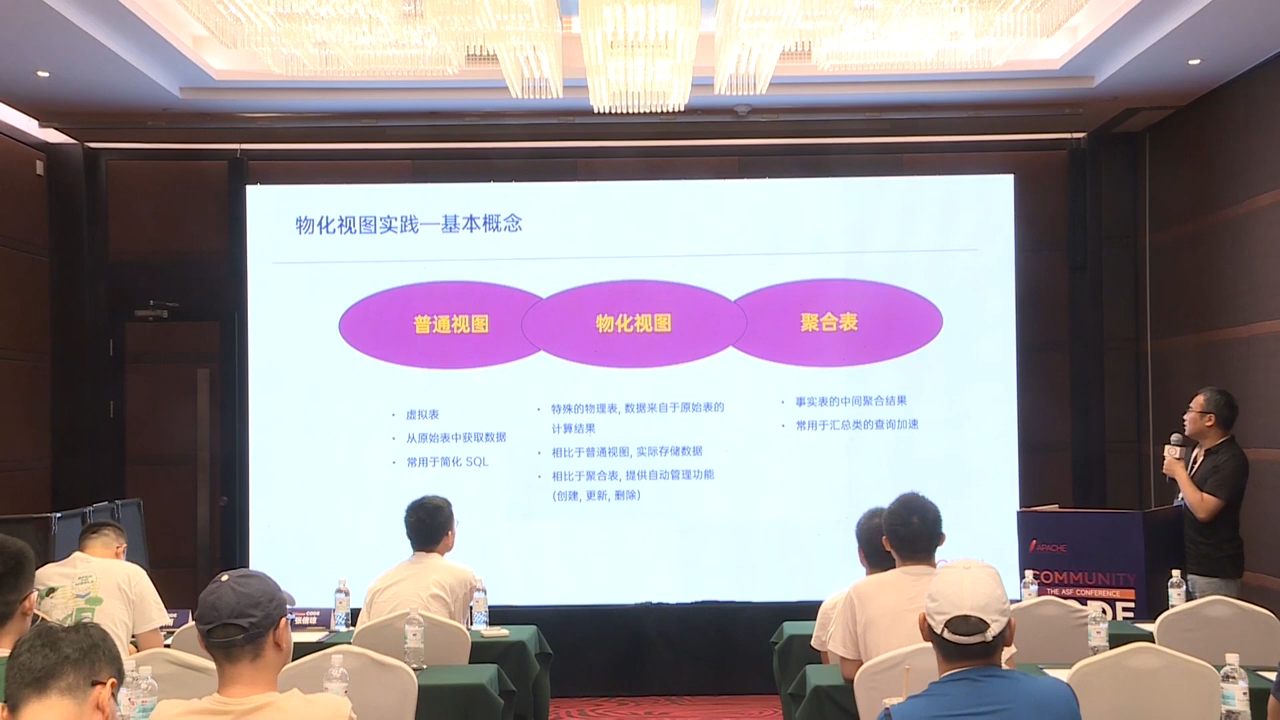 物化视图实践—基本概念
普通视图
物化视图
聚合表
• 虚拟表
• 从原始表中获取数据
• 常用于简化 SQL
• 特殊的物理表, 数据来自于原始表的
计算结果
• 相比于普通视图, 实际存储数据
• 相比于聚合表, 提供自动管理功能
(创建, 更新, 删除)
• 事实表的中间聚合结果
• 常用于汇总类的查询加速
APACHE
COMMUNITY
THE ASF CONFERENCE
CODE